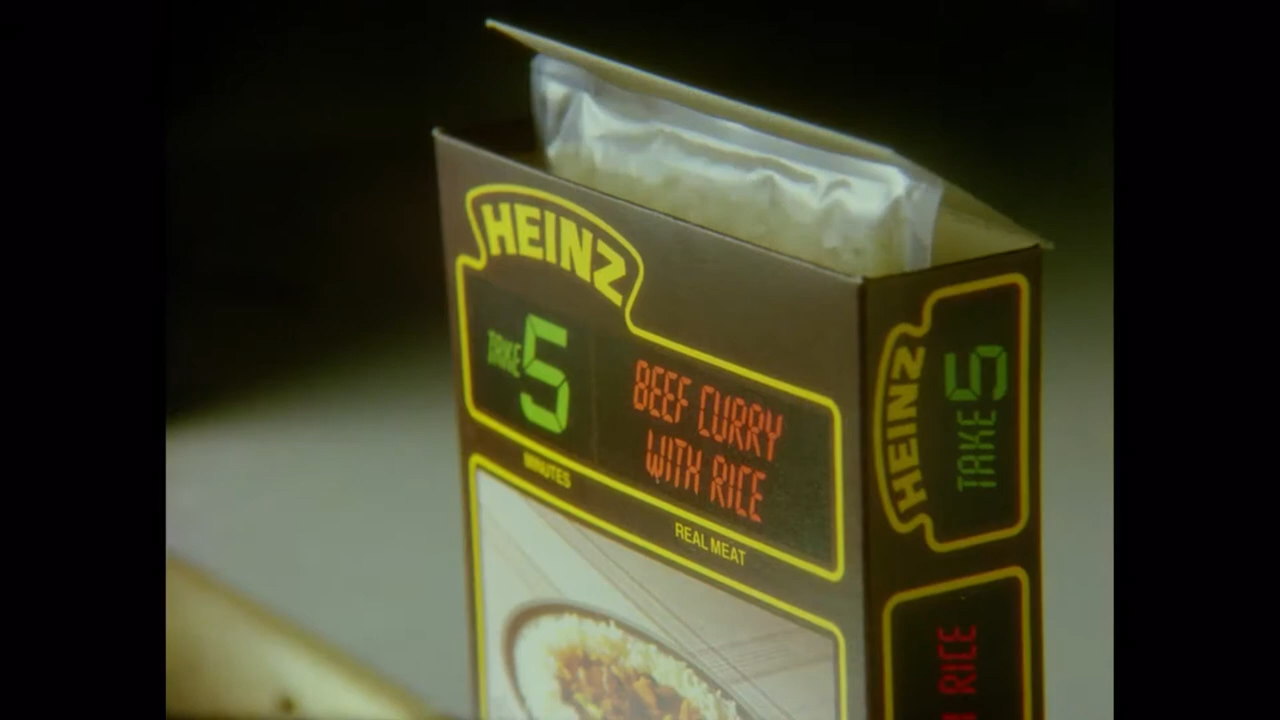 HEINZ
TAKE 5
MINUTES
BEEF CURRY
WITH RICE
REAL MEAT
HEINZ
TAKE 5
RICE